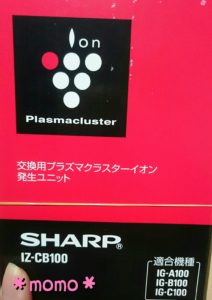 Ion
Plasmacluster
交換用プラズマクラスターイオン
発生ユニット
SHARP®
IZ-CB100
適合機種
IG-A100
IG-B100
IG-C100
*momo*